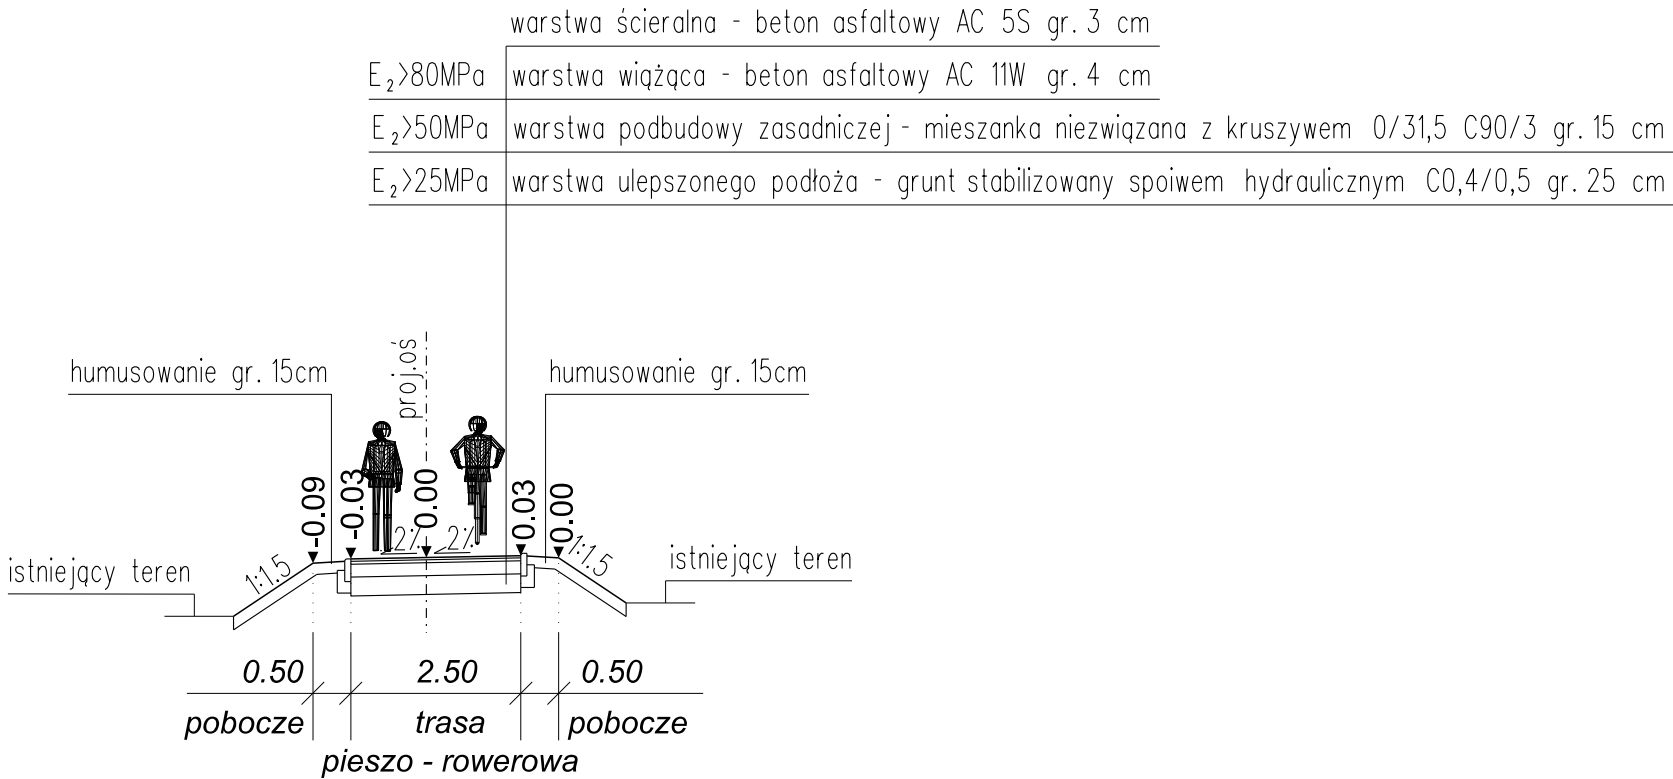 warstwa ścieralna - beton asfaltowy AC 5S gr. 3 cm
E₂>80MPa warstwa wiążąca - beton asfaltowy AC 11W gr. 4 cm
E₂>50MPa warstwa podbudowy zasadniczej - mieszanka niezwiązana z kruszywem 0/31,5 C90/3 gr. 15 cm
E₂>25MPa warstwa ulepszonego podłoża - grunt stabilizowany spoiwem hydraulicznym C0,4/0,5 gr. 25 cm
proj.oś
humusowanie gr. 15cm
humusowanie gr. 15cm
-0.09
-0.03
0.00
0.03
0.00
2%
2%
1:1.5
1:1.5
istniejący teren
istniejący teren
0.50 2.50 0.50
pobocze trasa pobocze
pieszo - rowerowa